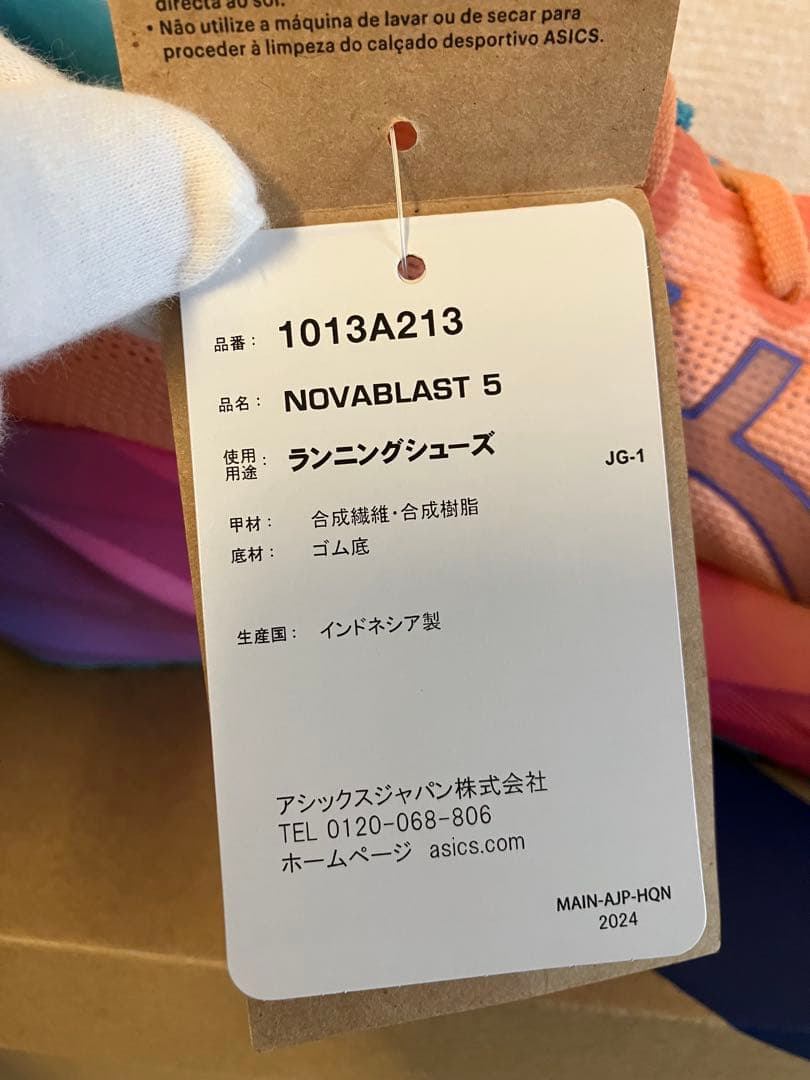 directa ao sol.
• Não utilize a máquina de lavar ou de secar para
proceder à limpeza do calçado desportivo ASICS.
品番： 1013A213
品名： NOVABLAST 5
使用用途： ランニングシューズ
JG-1
甲材： 合成繊維・合成樹脂
底材： ゴム底
生産国： インドネシア製
アシックスジャパン株式会社
TEL 0120-068-806
ホームページ asics.com
MAIN-AJP-HQN
2024